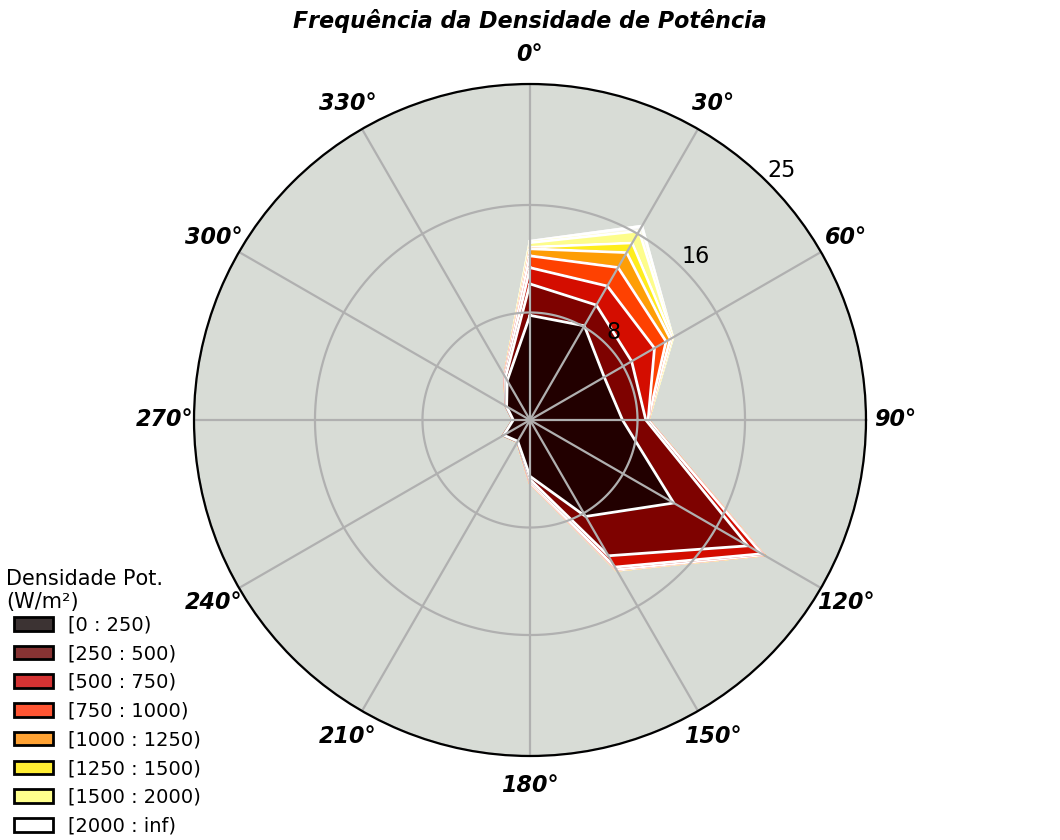 Frequência da Densidade de Potência
0°
330°
30°
25
300°
60°
16
8
270°
90°
240°
120°
210°
150°
180°
Densidade Pot.
(W/m²)
[0 : 250)
[250 : 500)
[500 : 750)
[750 : 1000)
[1000 : 1250)
[1250 : 1500)
[1500 : 2000)
[2000 : inf)